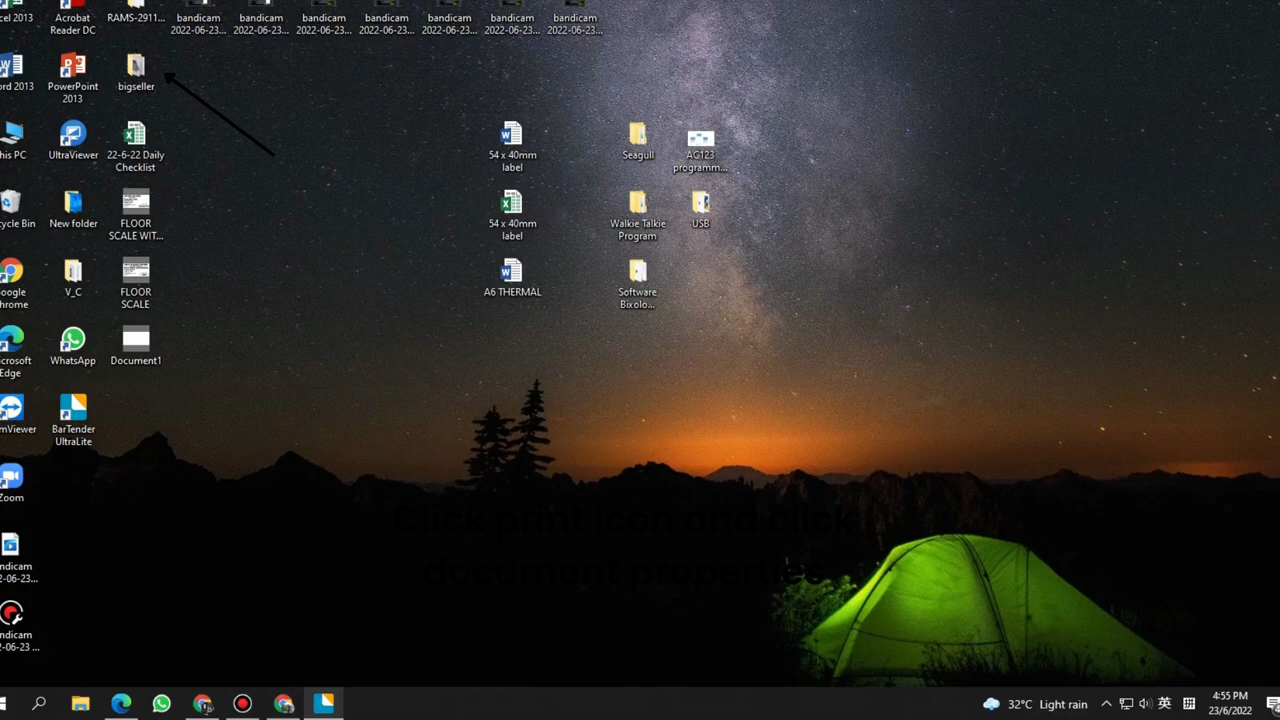 cel 2013
Acrobat
Reader DC
RAMS-2911...
bandicam
2022-06-23...
bandicam
2022-06-23...
bandicam
2022-06-23...
bandicam
2022-06-23...
bandicam
2022-06-23...
bandicam
2022-06-23...
bandicam
2022-06-23...
ord 2013
PowerPoint
2013
bigseller
his PC
UltraViewer
22-6-22 Daily
Checklist
54 x 40mm
label
Seagull
AC123
programm...
cycle Bin
New folder
FLOOR
SCALE WIT...
54 x 40mm
label
Walkie Talkie
Program
USB
oogle
hrome
V_C
FLOOR
SCALE
A6 THERMAL
Software
Bixolo...
icrosoft
Edge
WhatsApp
Document1
mViewer
BarTender
UltraLite
Zoom
Click print icon and click
document properties
ndicam
2-06-23...
ndicam
2-06-23 ...
32°C Light rain
英
4:55 PM
23/6/2022